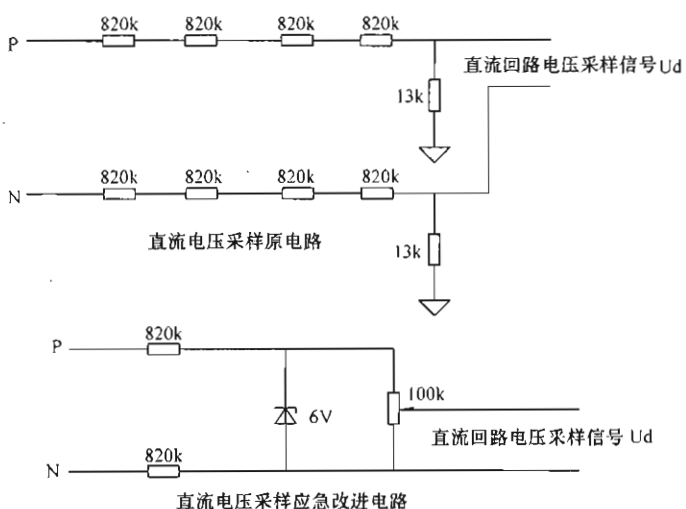 820k 820k 820k 820k
P
直流回路电压采样信号Ud
13k
820k 820k 820k 820k
N
直流电压采样原电路
13k
820k
P
100k
6V
直流回路电压采样信号 Ud
820k
N
直流电压采样应急改进电路